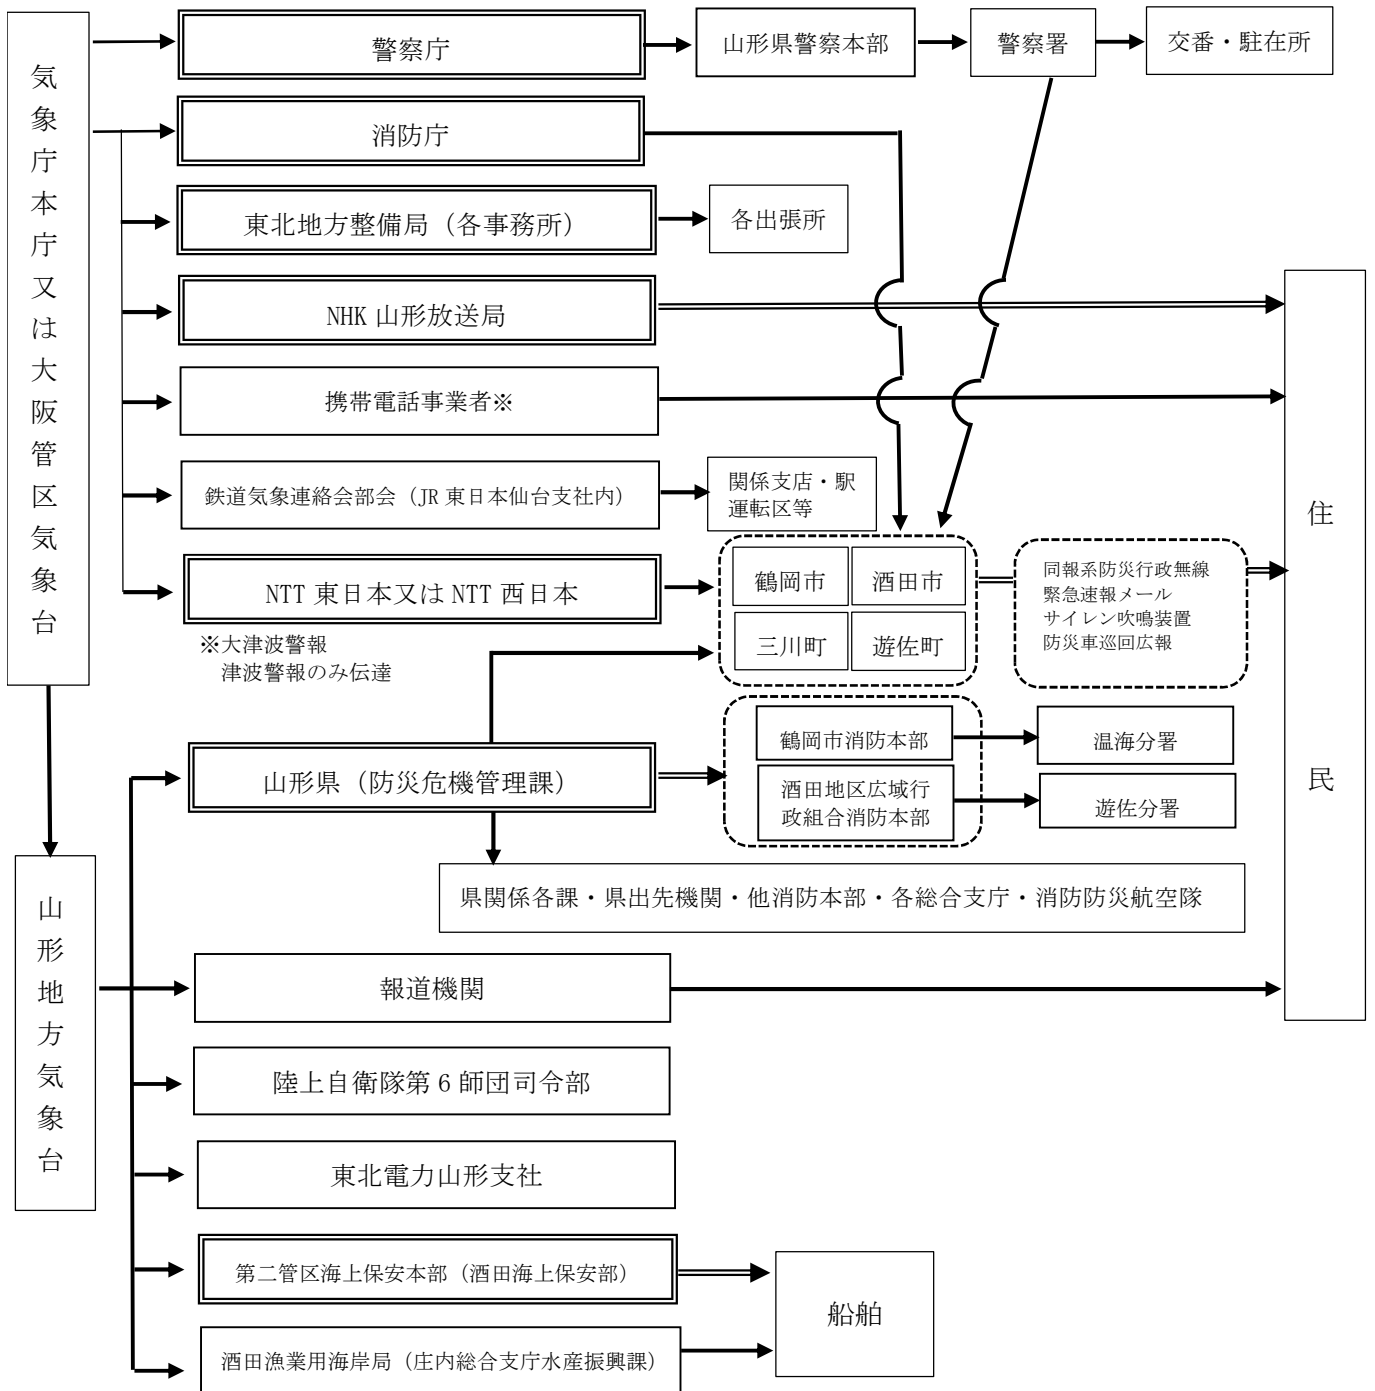 気象庁本庁又は大阪管区気象台
警察庁
山形県警察本部
警察署
交番・駐在所
消防庁
東北地方整備局（各事務所）
各出張所
NHK 山形放送局
携帯電話事業者※
鉄道気象連絡会部会（JR 東日本仙台支社内）
関係支店・駅
運転区等
NTT 東日本又は NTT 西日本
※大津波警報
津波警報のみ伝達
鶴岡市
酒田市
三川町
遊佐町
同報系防災行政無線
緊急速報メール
サイレン吹鳴装置
防災車巡回広報
住民
山形地方気象台
山形県（防災危機管理課）
鶴岡市消防本部
温海分署
酒田地区広域行
政組合消防本部
遊佐分署
県関係各課・県出先機関・他消防本部・各総合支庁・消防防災航空隊
報道機関
陸上自衛隊第 6 師団司令部
東北電力山形支社
第二管区海上保安本部（酒田海上保安部）
船舶
酒田漁業用海岸局（庄内総合支庁水産振興課）